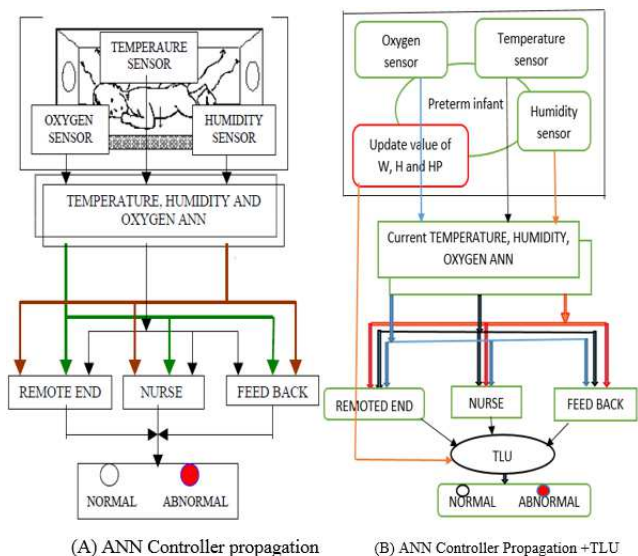 TEMPERAURE
SENSOR
OXYGEN
SENSOR
HUMIDITY
SENSOR
TEMPERATURE, HUMIDITY AND
OXYGEN ANN
REMOTE END
NURSE
FEED BACK
NORMAL
ABNORMAL
(A) ANN Controller propagation
Oxygen
sensor
Temperature
sensor
Preterm infant
Humidity
sensor
Update value of
W, H and HP
Current TEMPERATURE, HUMIDITY,
OXYGEN ANN
REMOTED END
NURSE
FEED BACK
TLU
NORMAL
ABNORMAL
(B) ANN Controller Propagation +TLU